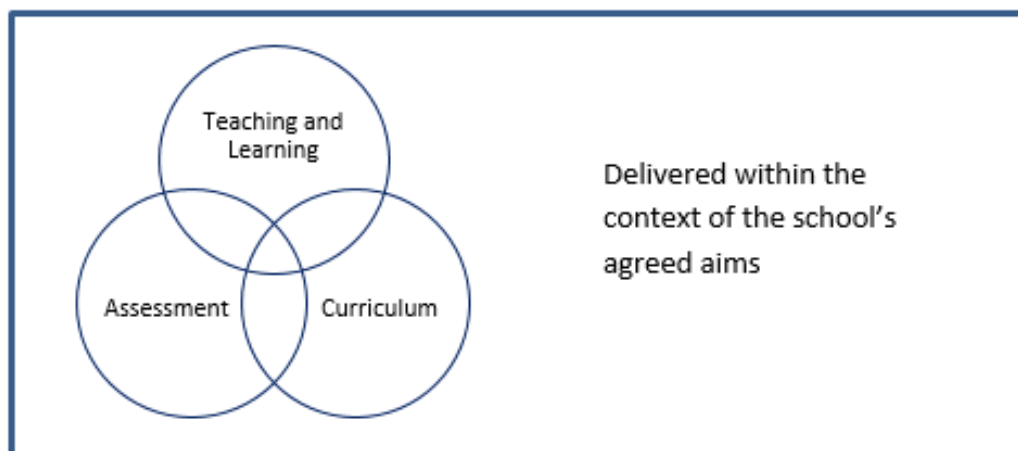 Teaching and
Learning
Assessment
Curriculum
Delivered within the
context of the school’s
agreed aims